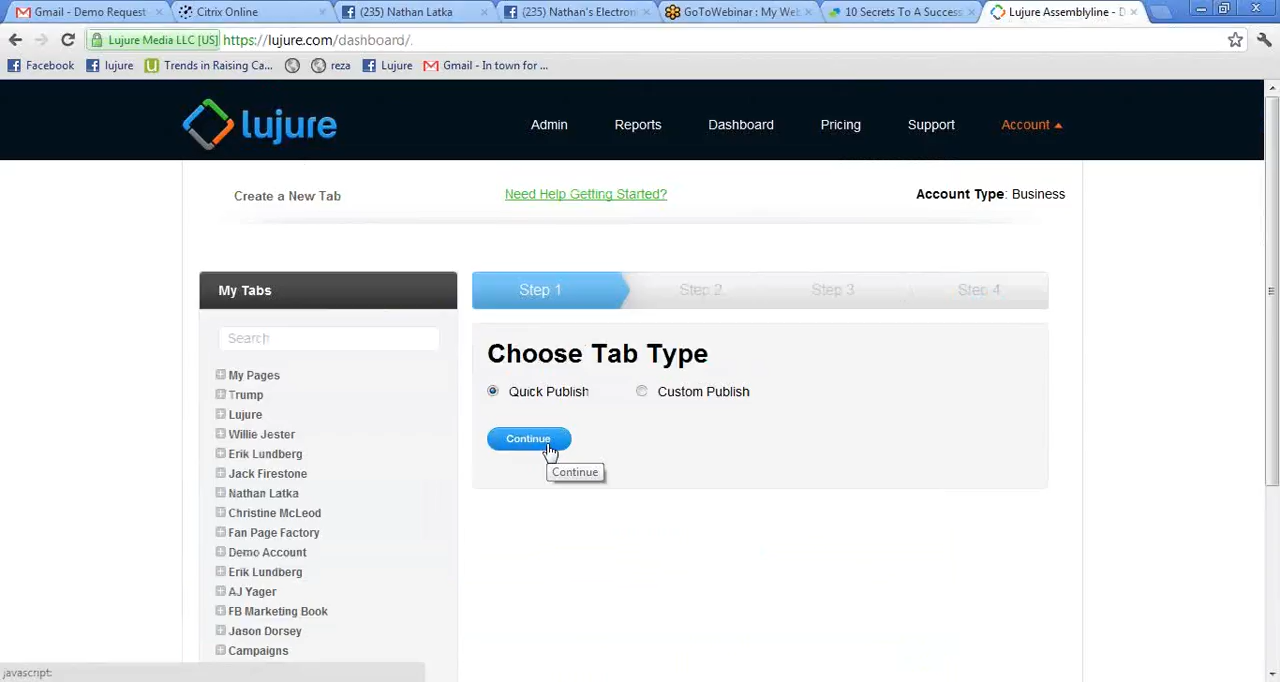 Gmail - Demo Request
Citrix Online
(235) Nathan Latka
(235) Nathan's Electron
GoToWebinar : My Web
10 Secrets To A Success
Lujure Assemblyline - D
Lujure Media LLC [US] https://lujure.com/dashboard/.
Facebook
lujure
Trends in Raising Ca...
reza
Lujure
Gmail - In town for ...
lujure
Admin
Reports
Dashboard
Pricing
Support
Account
Create a New Tab
Need Help Getting Started?
Account Type: Business
My Tabs
Step 1
Step 2
Step 3
Step 4
Search
Choose Tab Type
Quick Publish
Custom Publish
Continue
Continue
My Pages
Trump
Lujure
Willie Jester
Erik Lundberg
Jack Firestone
Nathan Latka
Christine McLeod
Fan Page Factory
Demo Account
Erik Lundberg
AJ Yager
FB Marketing Book
Jason Dorsey
Campaigns
javascript: